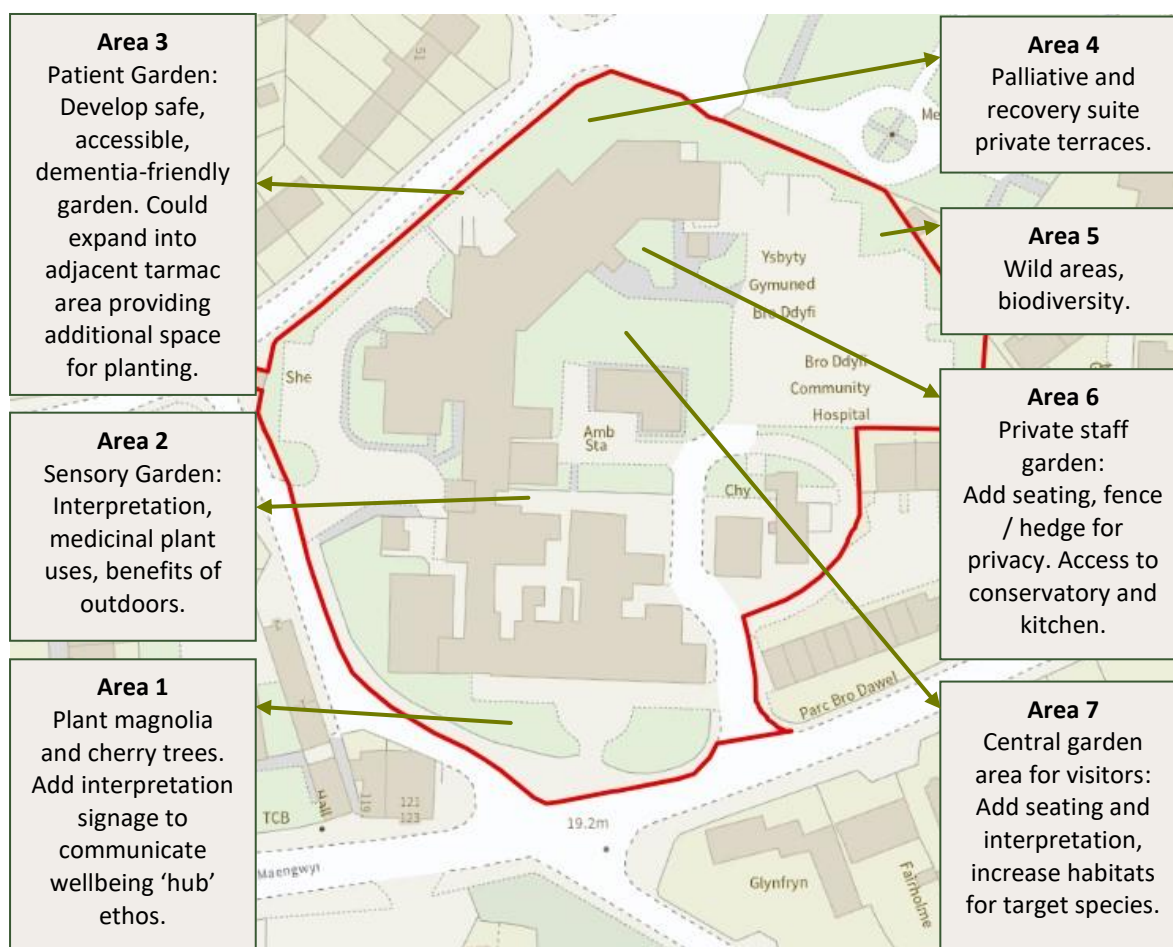 Area 3
Patient Garden:
Develop safe,
accessible,
dementia-friendly
garden. Could
expand into
adjacent tarmac
area providing
additional space
for planting.
Area 2
Sensory Garden:
Interpretation,
medicinal plant
uses, benefits of
outdoors.
Area 1
Plant magnolia
and cherry trees.
Add interpretation
signage to
communicate
wellbeing ‘hub’
ethos.
51
Me
Ysbyty
Gymuned
Bro Ddyfi
Bro Ddyfi
Community
Hospital
She
Amb
Sta
Chy
2
Parc Bro Dawel
TCB
Hall
119
121
123
19.2m
Maengwyn
Glynfryn
Fairholme
Area 4
Palliative and
recovery suite
private terraces.
Area 5
Wild areas,
biodiversity.
Area 6
Private staff
garden:
Add seating, fence
/ hedge for
privacy. Access to
conservatory and
kitchen.
Area 7
Central garden
area for visitors:
Add seating and
interpretation,
increase habitats
for target species.